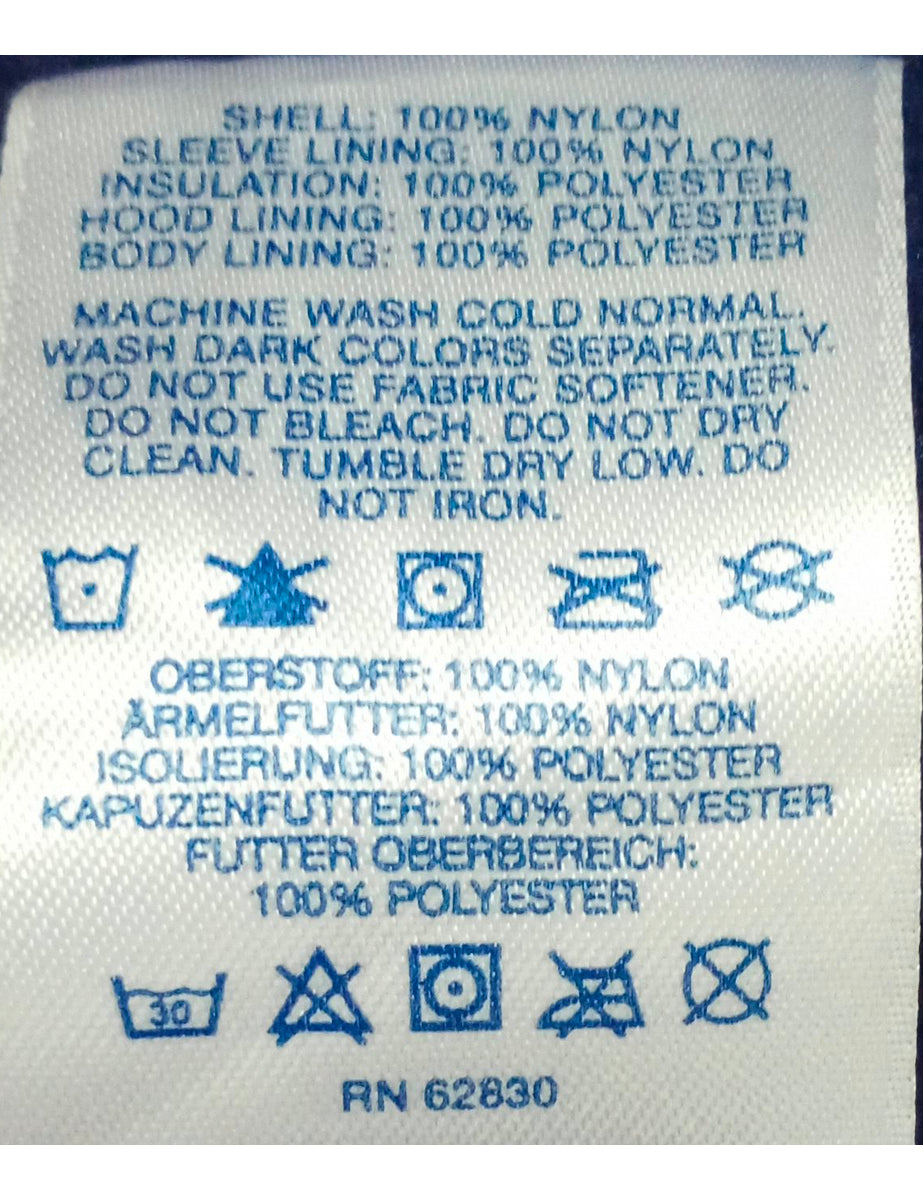 SHELL: 100% NYLON
SLEEVE LINING: 100% NYLON
INSULATION: 100% POLYESTER
HOOD LINING: 100% POLYESTER
BODY LINING: 100% POLYESTER
MACHINE WASH COLD NORMAL.
WASH DARK COLORS SEPARATELY.
DO NOT USE FABRIC SOFTENER.
DO NOT BLEACH. DO NOT DRY
CLEAN. TUMBLE DRY LOW. DO
NOT IRON.
OBERSTOFF: 100% NYLON
ÄRMELFUTTER: 100% NYLON
ISOLIERUNG: 100% POLYESTER
KAPUZENFUTTER: 100% POLYESTER
FUTTER OBERBEREICH:
100% POLYESTER
30
RN 62830